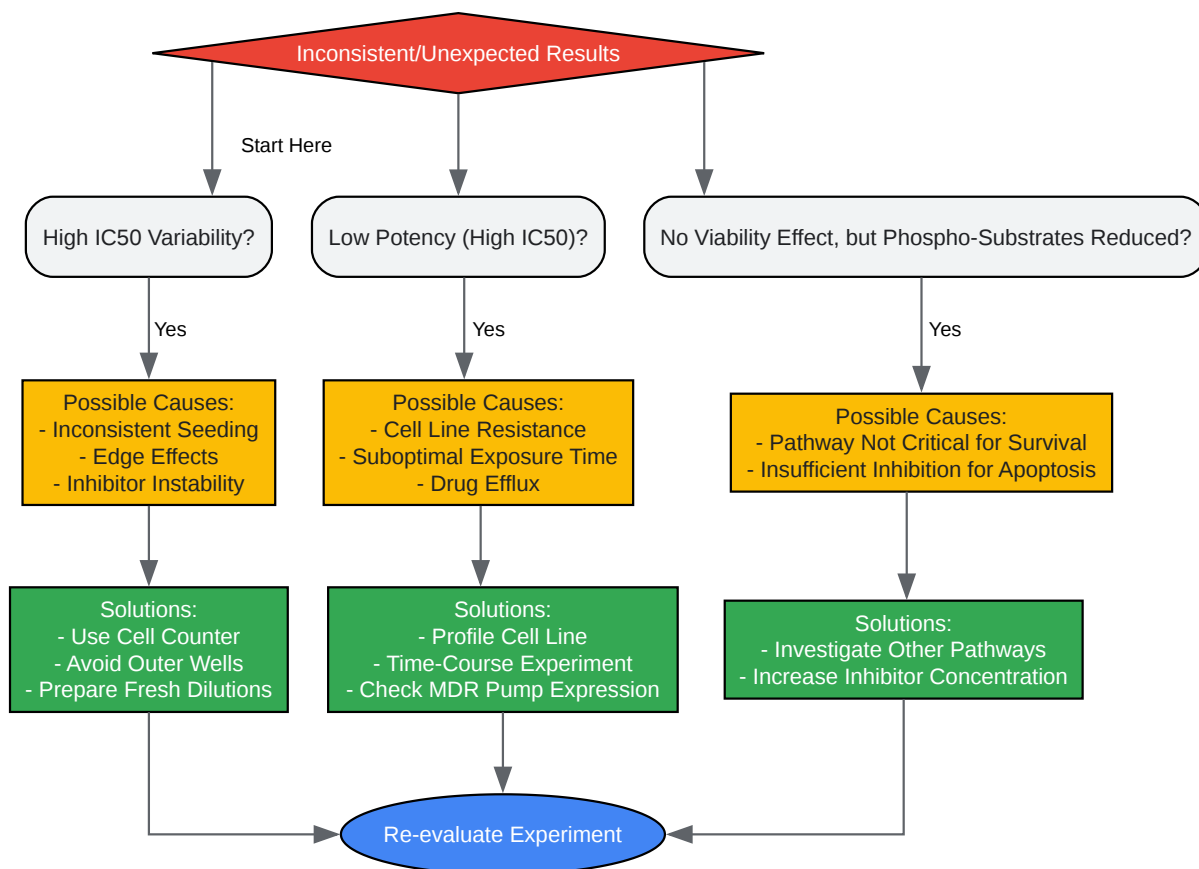 Inconsistent/Unexpected Results
Start Here
High IC50 Variability?
Low Potency (High IC50)?
No Viability Effect, but Phospho-Substrates Reduced?
Yes
Yes
Yes
Possible Causes:
- Inconsistent Seeding
- Edge Effects
- Inhibitor Instability
Possible Causes:
- Cell Line Resistance
- Suboptimal Exposure Time
- Drug Efflux
Possible Causes:
- Pathway Not Critical for Survival
- Insufficient Inhibition for Apoptosis
Solutions:
- Use Cell Counter
- Avoid Outer Wells
- Prepare Fresh Dilutions
Solutions:
- Profile Cell Line
- Time-Course Experiment
- Check MDR Pump Expression
Solutions:
- Investigate Other Pathways
- Increase Inhibitor Concentration
Re-evaluate Experiment